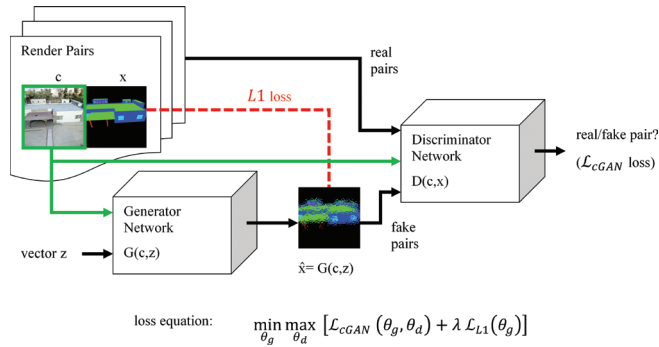 Render Pairs
c x
real
pairs
L1 loss
Discriminator
Network
D(c,x)
real/fake pair?
(ℒcGAN loss)
Generator
Network
G(c,z)
vector z
fake
pairs
x̂= G(c,z)
loss equation: min θg max θd [ℒcGAN (θg, θd) + λ ℒL1(θg)]